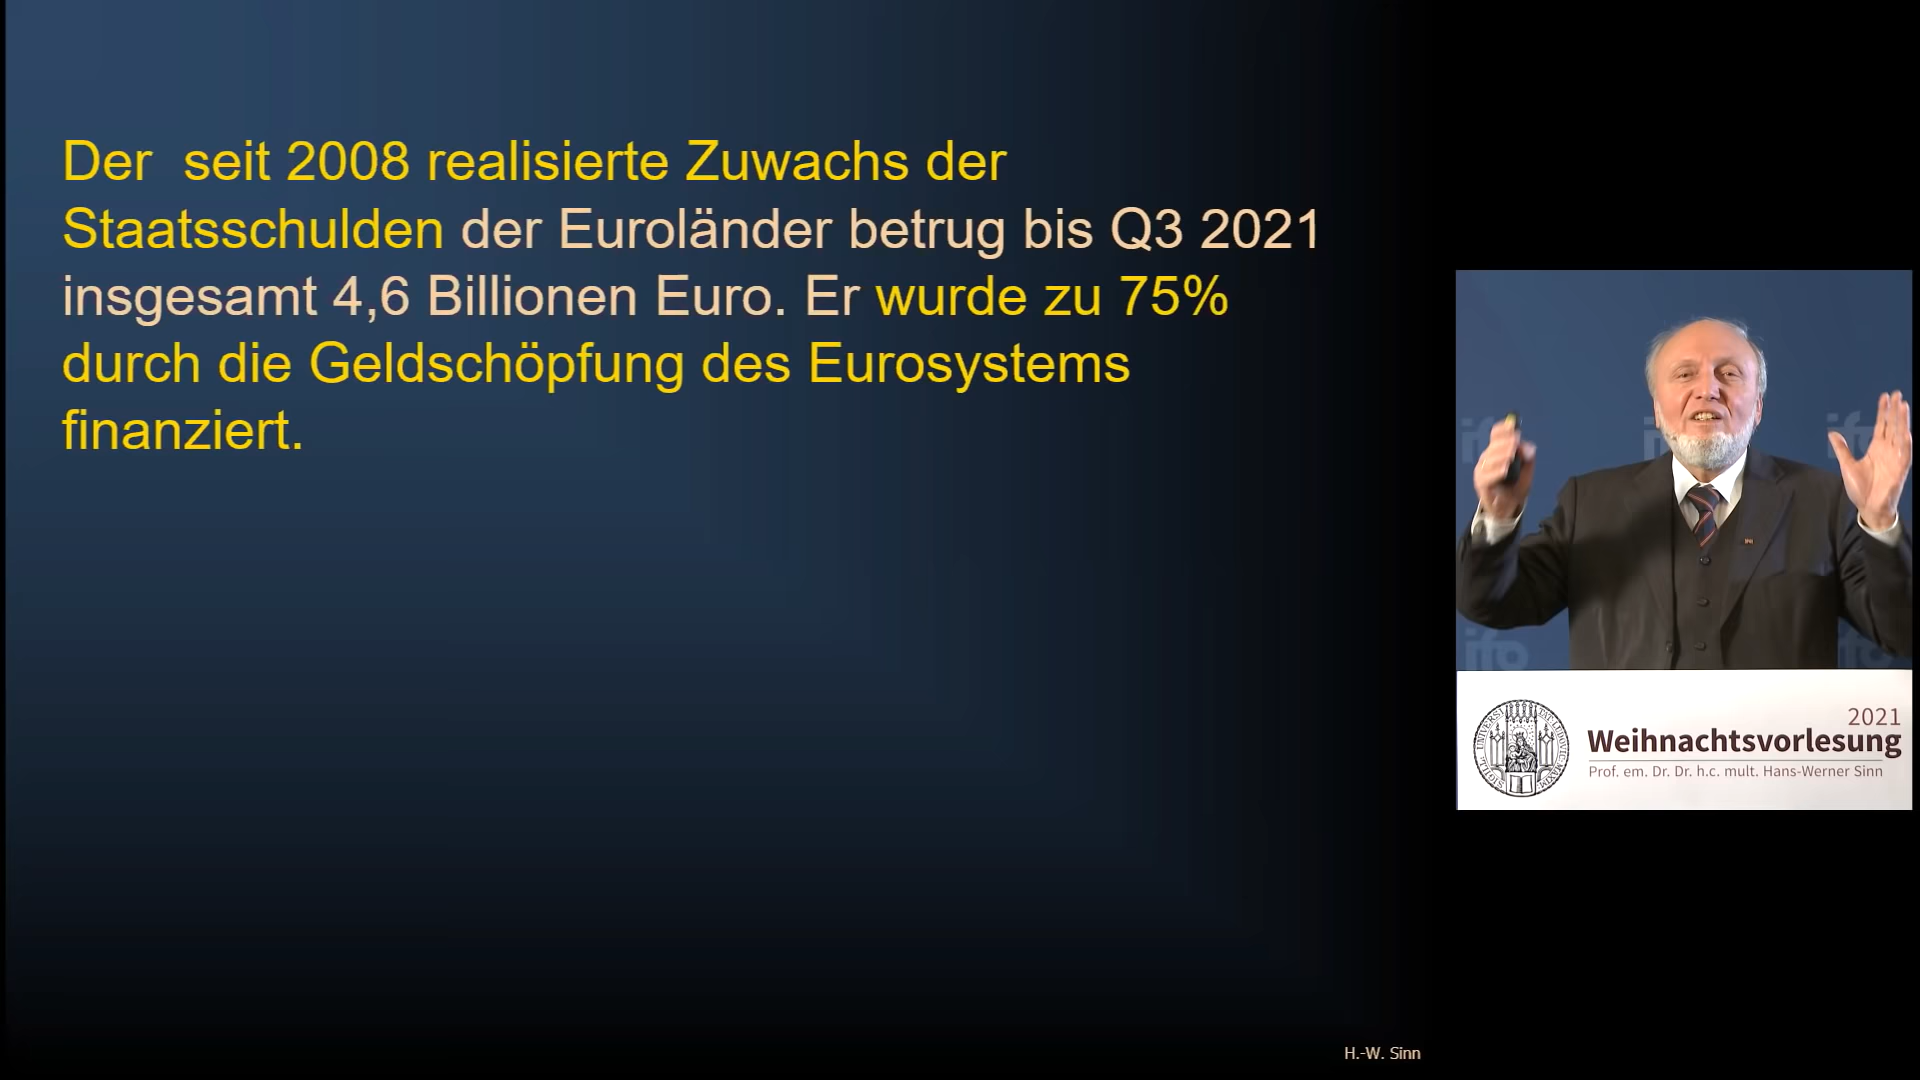 Der  seit 2008 realisierte Zuwachs der
Staatsschulden der Euroländer betrug bis Q3 2021
insgesamt 4,6 Billionen Euro. Er wurde zu 75%
durch die Geldschöpfung des Eurosystems
finanziert.
ifo
2021
Weihnachtsvorlesung
Prof. em. Dr. Dr. h.c. mult. Hans-Werner Sinn
H.-W. Sinn